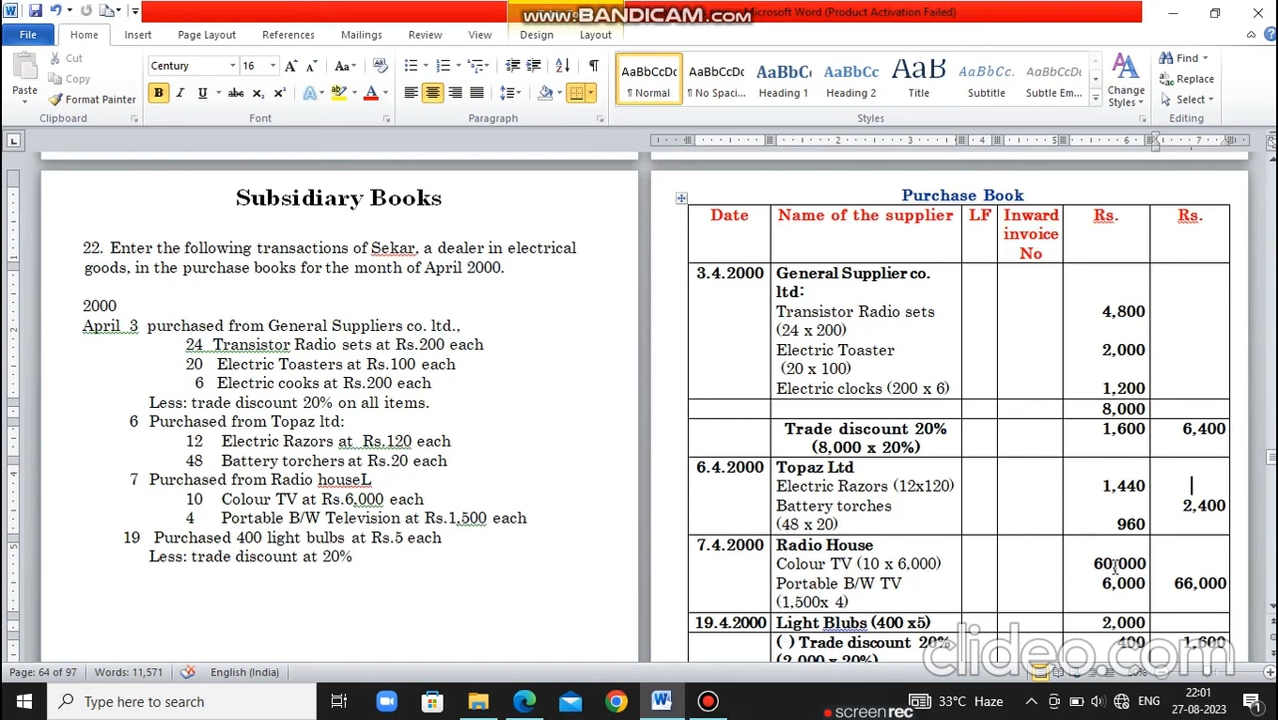 www.BANDICAM.com
Microsoft Word (Product Activation Failed)
File Home Insert Page Layout References Mailings Review View Design Layout
Cut
Copy
Format Painter
Paste
Clipboard
Century 16
Font
Paragraph
AaBbCcDc AaBbCcDc AaBbCc AaBbCc AaB AaBbCc. AaBbCcDc
¶ Normal ¶ No Spaci... Heading 1 Heading 2 Title Subtitle Subtle Em...
Change Styles
Styles
Find
Replace
Select
Editing
Subsidiary Books
22. Enter the following transactions of Sekar, a dealer in electrical
goods, in the purchase books for the month of April 2000.
2000
April 3 purchased from General Suppliers co. ltd.,
24 Transistor Radio sets at Rs.200 each
20 Electric Toasters at Rs.100 each
6 Electric cooks at Rs.200 each
Less: trade discount 20% on all items.
6 Purchased from Topaz ltd:
12 Electric Razors at Rs.120 each
48 Battery torchers at Rs.20 each
7 Purchased from Radio houseL
10 Colour TV at Rs.6,000 each
4 Portable B/W Television at Rs.1,500 each
19 Purchased 400 light bulbs at Rs.5 each
Less: trade discount at 20%
Purchase Book
Date Name of the supplier LF Inward Rs. Rs.
invoice
No
3.4.2000 General Supplier co.
ltd:
Transistor Radio sets 4,800
(24 x 200)
Electric Toaster 2,000
(20 x 100)
Electric clocks (200 x 6) 1,200
8,000
Trade discount 20% 1,600 6,400
(8,000 x 20%)
6.4.2000 Topaz Ltd
Electric Razors (12x120) 1,440
Battery torches 2,400
(48 x 20) 960
7.4.2000 Radio House
Colour TV (10 x 6,000) 60,000
Portable B/W TV 6,000 66,000
(1,500x 4)
19.4.2000 Light Blubs (400 x5) 2,000
( ) Trade discount 20% 400 1,600
(2,000 x 20%)
clideo.com
Page: 64 of 97 Words: 11,571 English (India)
Type here to search
33°C Haze
ENG
22:01
27-08-2023
screenrec